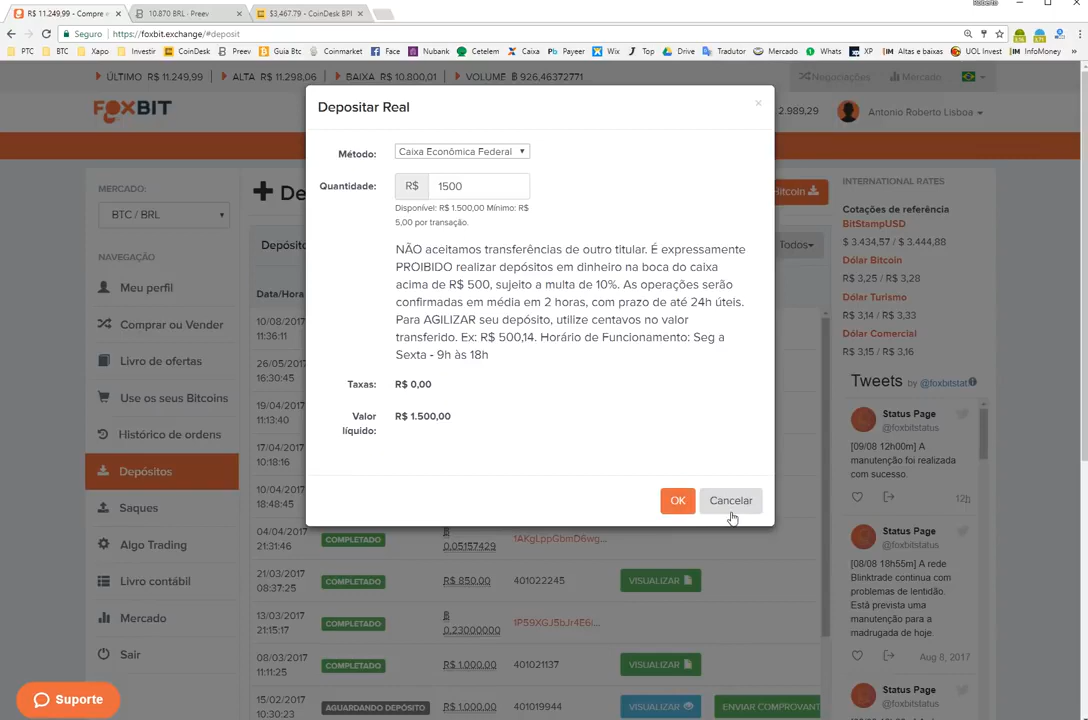 Roberto
R$ 11.249,99 - Compre e
10.870 BRL - Preev
$3,467.79 - CoinDesk BPI
Seguro
https://foxbit.exchange/#deposit
PTC
BTC
Xapo
Investir
CoinDesk
Preev
Guia Btc
Coinmarket
Face
Nubank
Cetelem
Caixa
Payeer
Wix
Top
Drive
Tradutor
Mercado
Whats
XP
Altas e baixas
UOL Invest
InfoMoney
ÚLTIMO R$ 11.249,99
ALTA R$ 11.298,06
BAIXA R$ 10.800,01
VOLUME ₿ 926,46372771
Negociações
Mercado
FOXBIT
2.989,29
Antonio Roberto Lisboa
MERCADO:
BTC / BRL
NAVEGAÇÃO
Meu perfil
Comprar ou Vender
Livro de ofertas
Use os seus Bitcoins
Histórico de ordens
Depósitos
Saques
Algo Trading
Livro contábil
Mercado
Sair
Suporte
Depositar Real
×
Método:
Caixa Econômica Federal
Quantidade:
R$
1500
Disponível: R$ 1.500,00 Mínimo: R$
5,00 por transação.
NÃO aceitamos transferências de outro titular. É expressamente
PROIBIDO realizar depósitos em dinheiro na boca do caixa
acima de R$ 500, sujeito a multa de 10%. As operações serão
confirmadas em média em 2 horas, com prazo de até 24h úteis.
Para AGILIZAR seu depósito, utilize centavos no valor
transferido. Ex: R$ 500,14. Horário de Funcionamento: Seg a
Sexta - 9h às 18h
Taxas:
R$ 0,00
Valor
líquido:
R$ 1.500,00
OK
Cancelar
Todos
Data/Hora
10/08/2017
11:36:11
26/05/2017
16:30:45
19/04/2017
11:13:40
17/04/2017
10:18:16
10/04/2017
18:48:45
04/04/2017
21:31:46
COMPLETADO
₿
0,05157429
1AKgLppGbmD6wg...
21/03/2017
08:37:25
COMPLETADO
R$ 850,00
401022245
VISUALIZAR
13/03/2017
21:15:17
COMPLETADO
₿
0,23000000
1P59XGJ5bJr4E6i...
08/03/2017
11:11:25
COMPLETADO
R$ 1.000,00
401021137
VISUALIZAR
15/02/2017
10:30:23
AGUARDANDO DEPÓSITO
R$ 1.000,00
401019944
VISUALIZAR
INTERNATIONAL RATES
Cotações de referência
BitStampUSD
$ 3.434,57 / $ 3.444,88
Dólar Bitcoin
R$ 3,25 / R$ 3,28
Dólar Turismo
R$ 3,14 / R$ 3,33
Dólar Comercial
R$ 3,15 / R$ 3,16
Tweets by @foxbitstat
Status Page
@foxbitstatus
[09/08 12h00m] A
manutenção foi realizada
com sucesso.
12h
Status Page
@foxbitstatus
[08/08 18h55m] A rede
Blinktrade continua com
problemas de lentidão.
Está prevista uma
manutenção para a
madrugada de hoje.
Aug 8, 2017
Status Page
@foxbitstatus